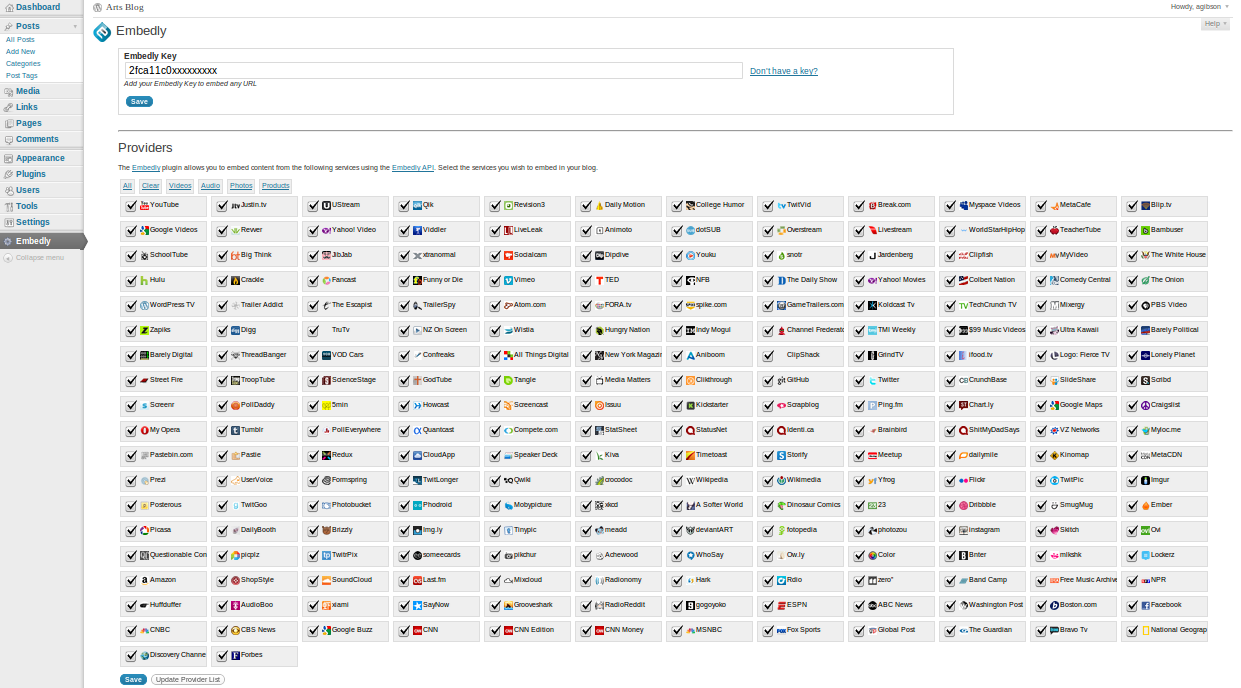 Dashboard
Posts
All Posts
Add New
Categories
Post Tags
Media
Links
Pages
Comments
Appearance
Plugins
Users
Tools
Settings
Embedly
Collapse menu
Arts Blog
Howdy, agibson
Help
Embedly
Embedly Key
2fca11c0xxxxxxxxx
Don't have a key?
Add your Embedly Key to embed any URL
Save
Providers
The Embedly plugin allows you to embed content from the following services using the Embedly API. Select the services you wish to embed in your blog.
All Clear Videos Audio Photos Products
YouTube Justin.tv UStream Qik Revision3 Daily Motion College Humor TwitVid Break.com Myspace Videos MetaCafe Blip.tv
Google Videos Revver Yahoo! Video Viddler LiveLeak Animoto dotSUB Overstream Livestream WorldStarHipHop TeacherTube Bambuser
SchoolTube Big Think JibJab xtranormal Socialcam Dipdive Youku snotr Jardenberg Clipfish MyVideo The White House
Hulu Crackle Fancast Funny or Die Vimeo TED NFB The Daily Show Yahoo! Movies Colbert Nation Comedy Central The Onion
WordPress TV Trailer Addict The Escapist TrailerSpy Atom.com FORA.tv spike.com GameTrailers.com Koldcast Tv TechCrunch TV Mixergy PBS Video
Zapiks Digg TruTv NZ On Screen Wistia Hungry Nation Indy Mogul Channel Frederato TMI Weekly $99 Music Videos Ultra Kawaii Barely Political
Barely Digital ThreadBanger VOD Cars Confreaks All Things Digital New York Magazin Aniboom ClipShack GrindTV ifood.tv Logo: Fierce TV Lonely Planet
Street Fire TroopTube ScienceStage GodTube Tangle Media Matters Clikthrough GitHub Twitter CrunchBase SlideShare Scribd
Screenr PollDaddy 5min Howcast Screencast Issuu Kickstarter Scrapblog Ping.fm Chart.ly Google Maps Craigslist
My Opera Tumblr PollEverywhere Quantcast Compete.com StatSheet StatusNet Identi.ca Brainbird ShitMyDadSays VZ Networks Myloc.me
Pastebin.com Pastie Redux CloudApp Speaker Deck Kiva Timetoast Storify Meetup dailymile Kinomap MetaCDN
Prezi UserVoice Formspring TwitLonger Qwiki crocodoc Wikipedia Wikimedia Yfrog Flickr TwitPic Imgur
Posterous TwitGoo Photobucket Phodroid Mobypicture xkcd A Softer World Dinosaur Comics 23 Dribbble SmugMug Ember
Picasa DailyBooth Brizzly Img.ly Tinypic meadd deviantART fotopedia photozou Instagram Skitch Ovi
Questionable Con picplz TwitrPix someecards pikchur Achewood WhoSay Ow.ly Color Bnter mlkshk Lockerz
Amazon ShopStyle SoundCloud Last.fm Mixcloud Radionomy Hark Rdio zero" Band Camp Free Music Archive NPR
Huffduffer AudioBoo xiami SayNow Grooveshark RadioReddit gogoyoko ESPN ABC News Washington Post Boston.com Facebook
CNBC CBS News Google Buzz CNN CNN Edition CNN Money MSNBC Fox Sports Global Post The Guardian Bravo Tv National Geograp
Discovery Channe Forbes
Save Update Provider List